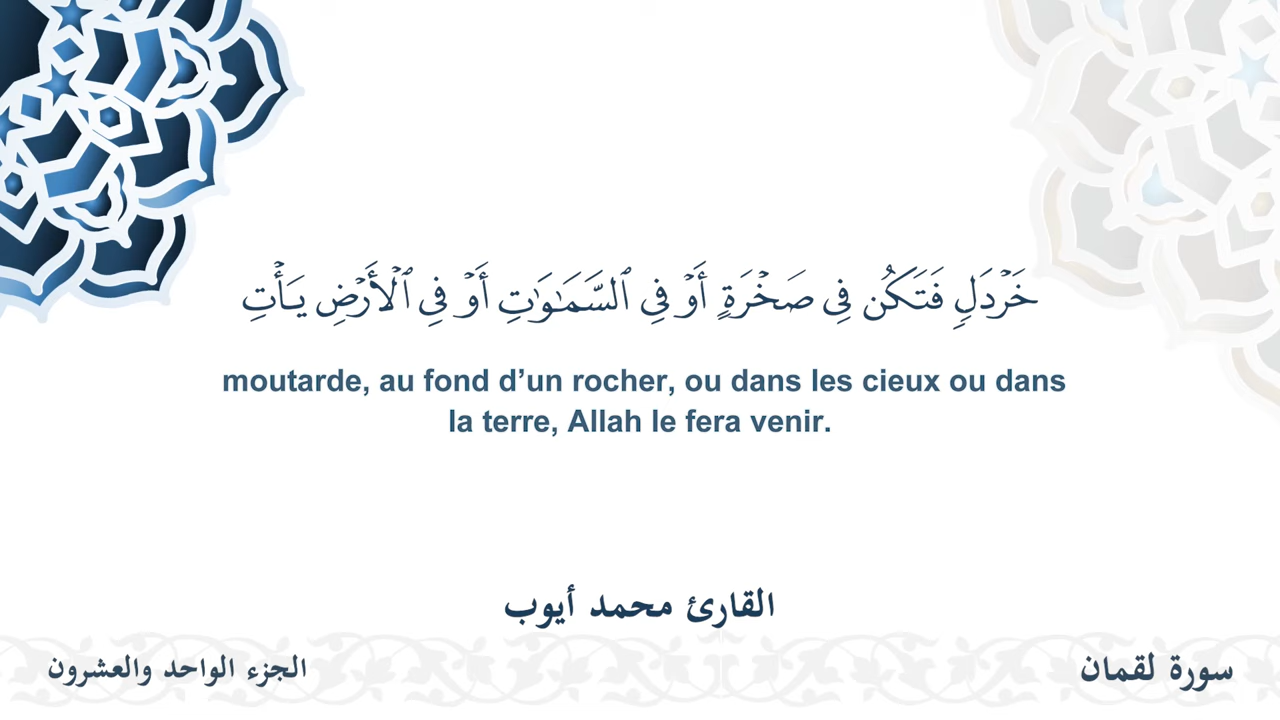 خَرۡدَلٖ فَتَكُن فِي صَخۡرَةٍ أَوۡ فِي ٱلسَّمَٰوَٰتِ أَوۡ فِي ٱلۡأَرۡضِ يَأۡتِ
moutarde, au fond d’un rocher, ou dans les cieux ou dans
la terre, Allah le fera venir.
القارئ محمد أيوب
سورة لقمان
الجزء الواحد والعشرون